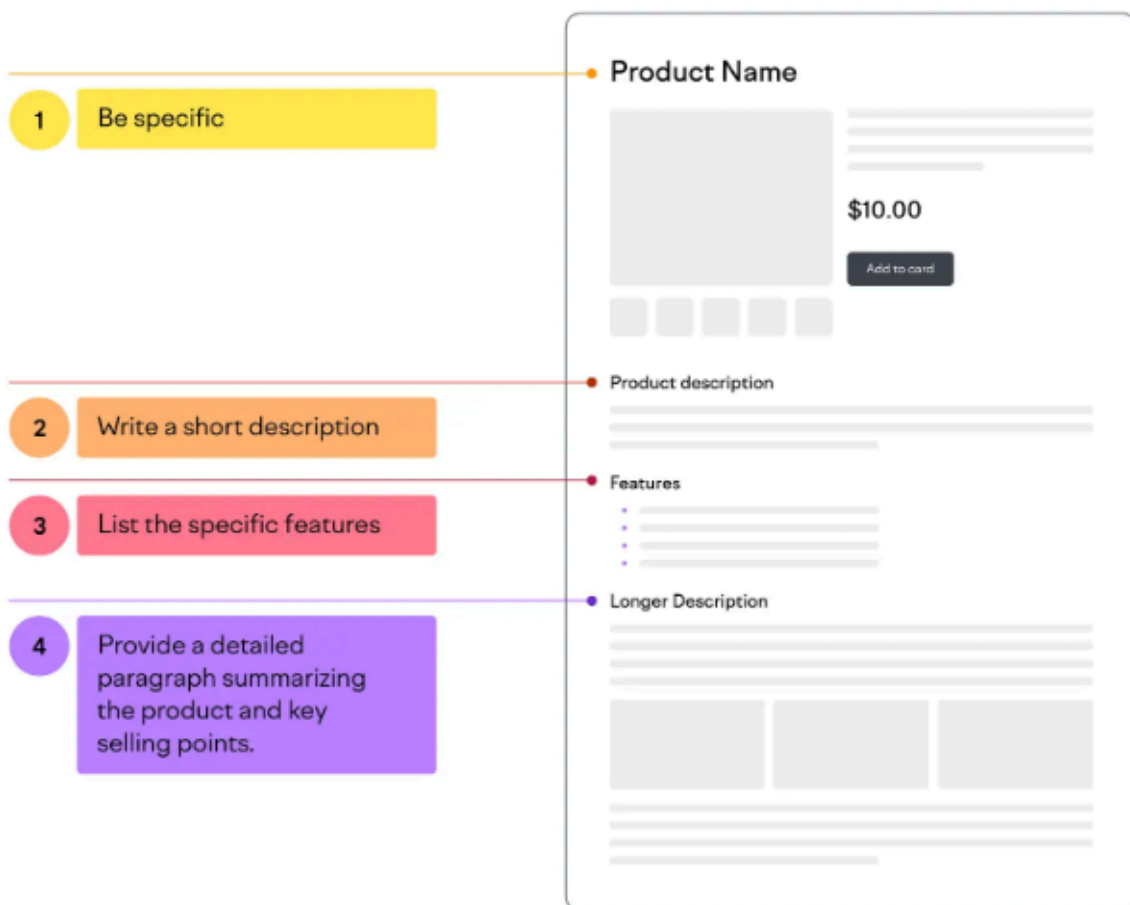 Product Name
1
Be specific
$10.00
Add to card
Product description
2
Write a short description
Features
3
List the specific features
Longer Description
4
Provide a detailed
paragraph summarizing
the product and key
selling points.